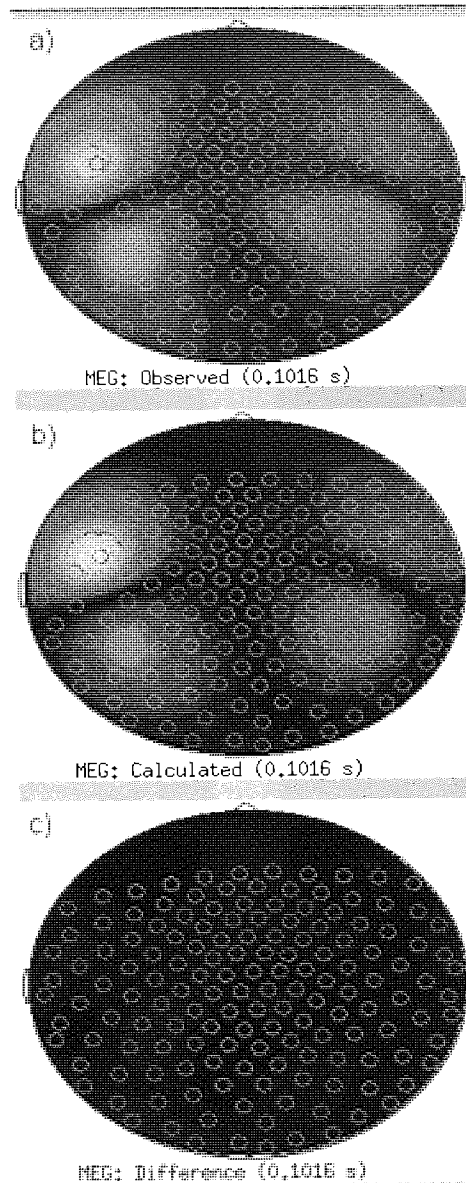 a)
MEG: Observed (0.1016 s)
b)
MEG: Calculated (0.1016 s)
c)
MEG: Difference (0.1016 s)